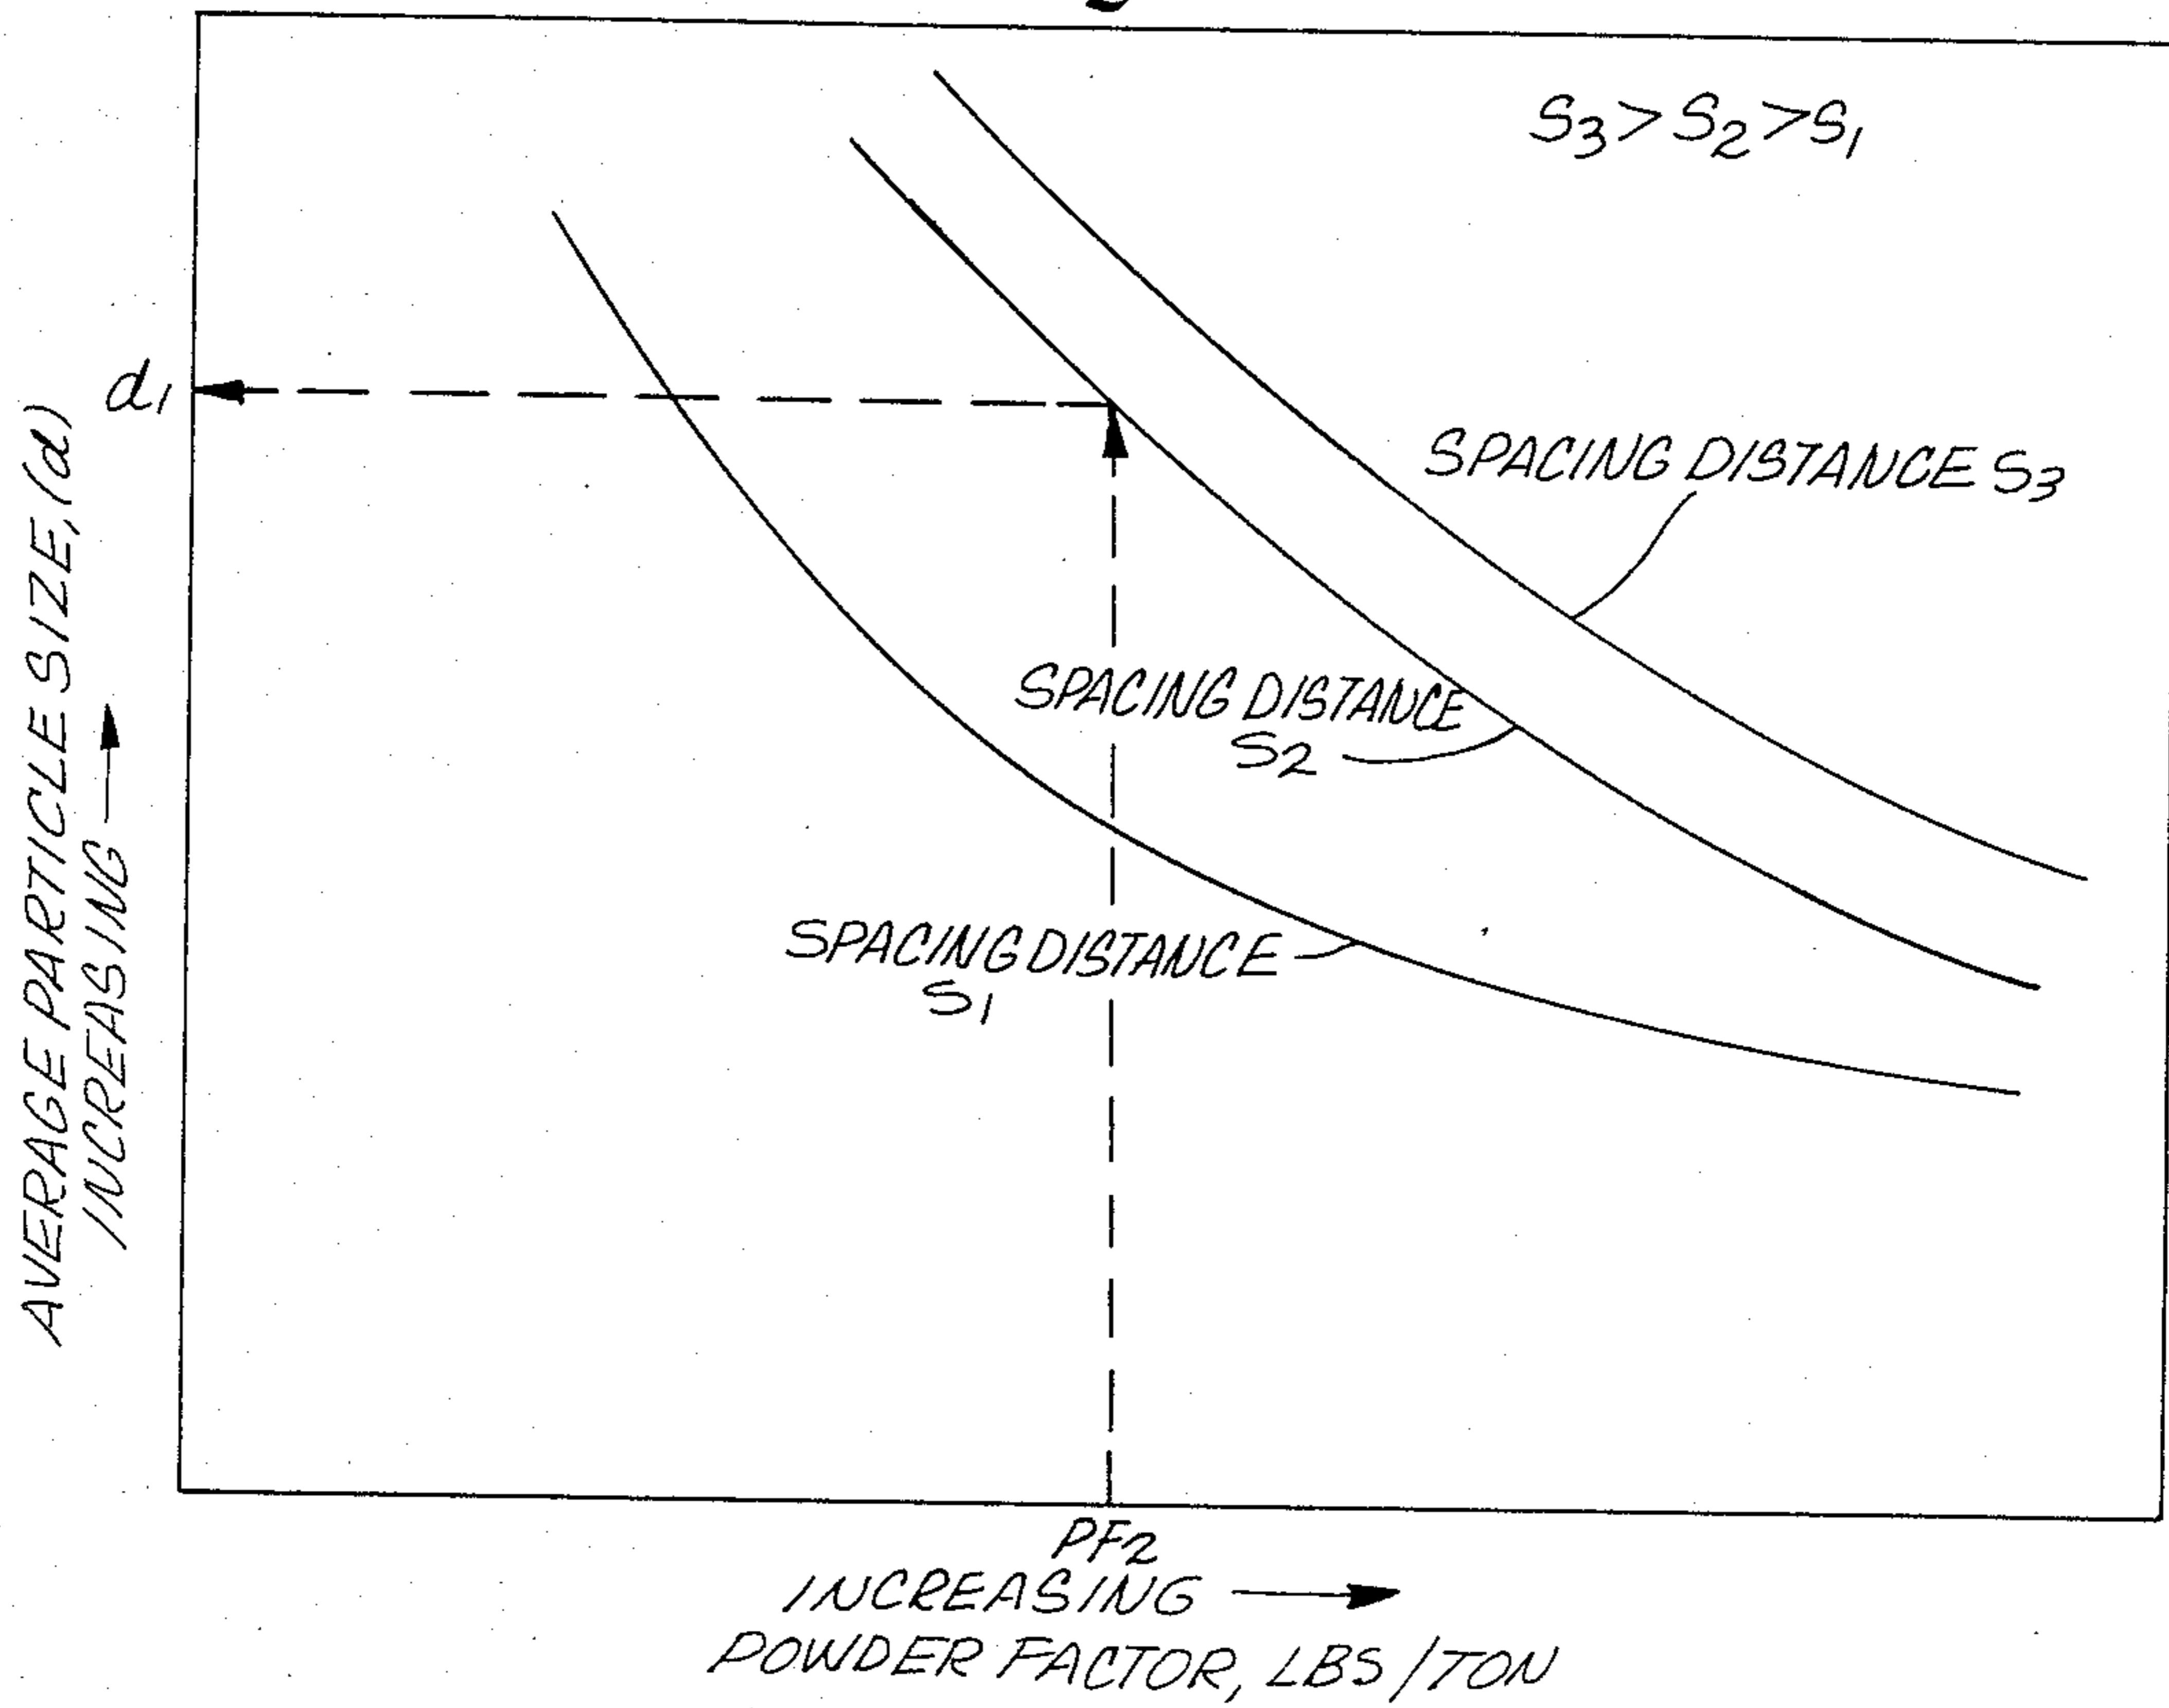 S3 > S2 > S1
d1
AVERAGE PARTICLE SIZE, (d)
INCREASING
SPACING DISTANCE S3
SPACING DISTANCE
S2
SPACING DISTANCE
S1
PF2
INCREASING
POWDER FACTOR, LBS/TON